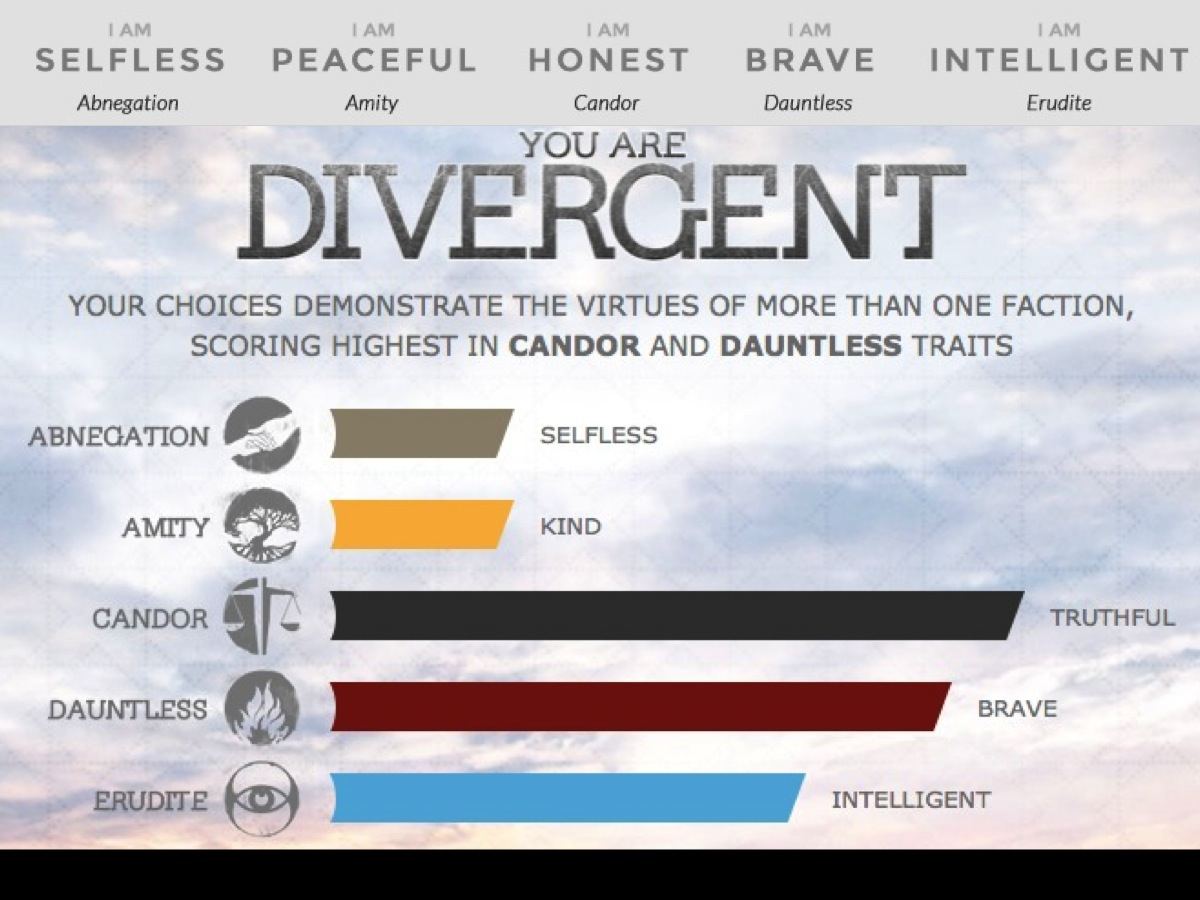 I AM I AM I AM I AM I AM
SELFLESS PEACEFUL HONEST BRAVE INTELLIGENT
Abnegation Amity Candor Dauntless Erudite
YOU ARE
DIVERGENT
YOUR CHOICES DEMONSTRATE THE VIRTUES OF MORE THAN ONE FACTION,
SCORING HIGHEST IN CANDOR AND DAUNTLESS TRAITS
ABNEGATION SELFLESS
AMITY KIND
CANDOR TRUTHFUL
DAUNTLESS BRAVE
ERUDITE INTELLIGENT